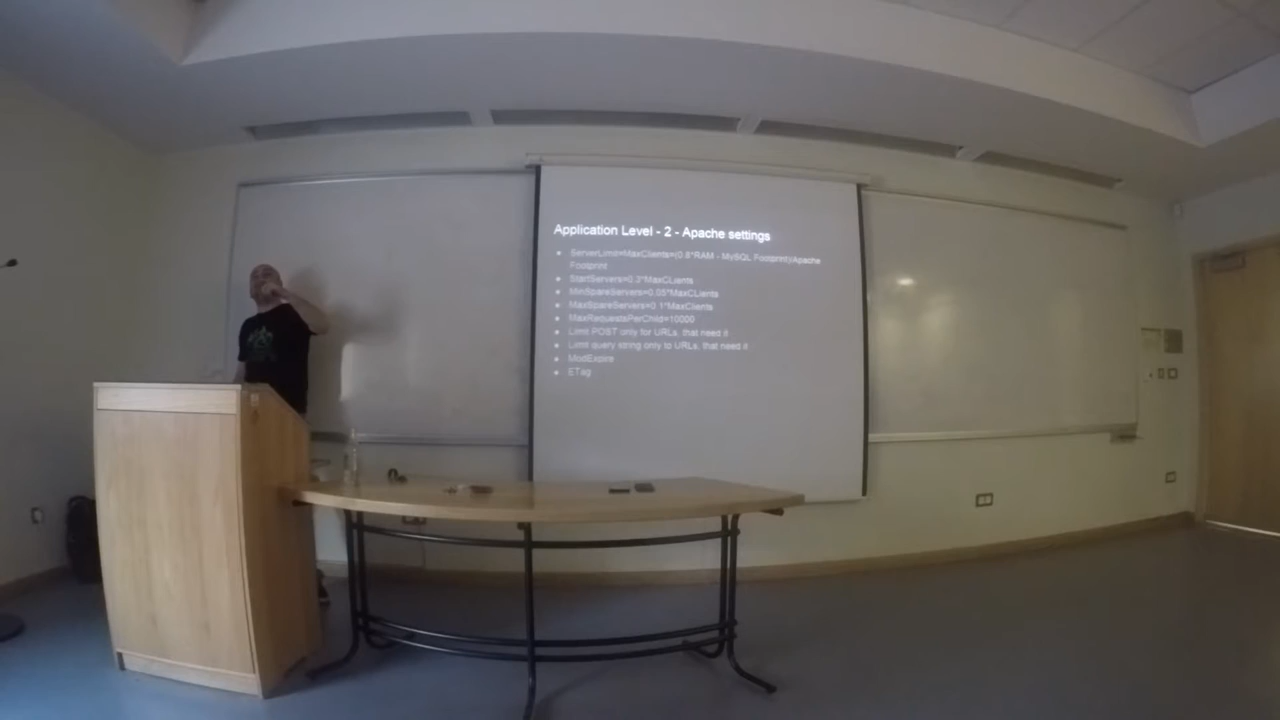 Application Level - 2 - Apache settings
ServerLimit=MaxClients=(0.8*RAM - MySQL Footprint)/Apache
Footprint
StartServers=0.3*MaxCLients
MinSpareServers=0.05*MaxCLients
MaxSpareServers=0.1*MaxClients
MaxRequestsPerChild=10000
Limit POST only for URLs, that need it
Limit query string only to URLs, that need it
ModExpire
ETag